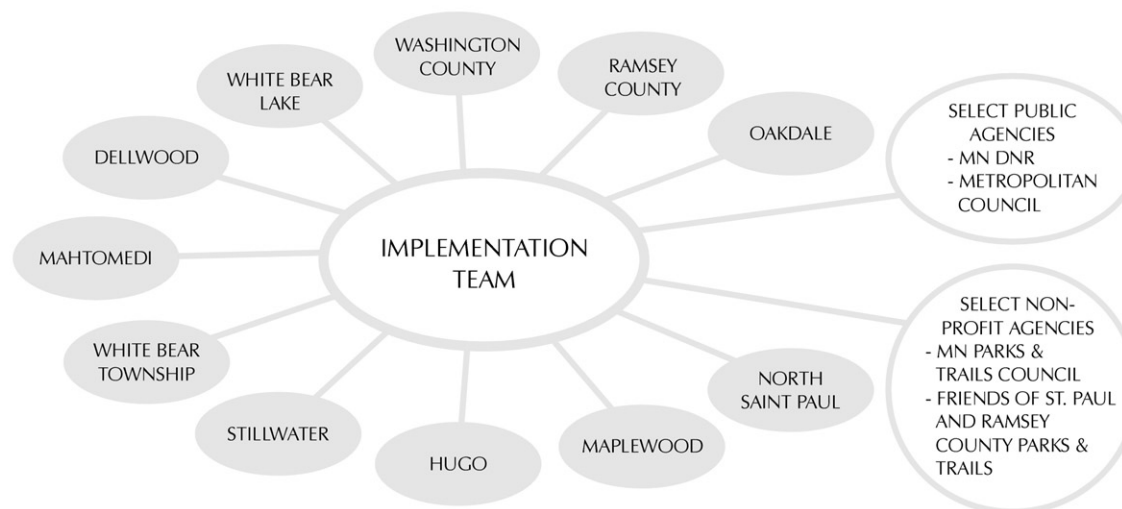 WASHINGTON
COUNTY
RAMSEY
COUNTY
WHITE BEAR
LAKE
OAKDALE
SELECT PUBLIC
AGENCIES
- MN DNR
- METROPOLITAN
COUNCIL
DELLWOOD
IMPLEMENTATION
TEAM
MAHTOMEDI
WHITE BEAR
TOWNSHIP
STILLWATER
HUGO
MAPLEWOOD
NORTH
SAINT PAUL
SELECT NON-
PROFIT AGENCIES
- MN PARKS &
TRAILS COUNCIL
- FRIENDS OF ST. PAUL
AND RAMSEY
COUNTY PARKS &
TRAILS